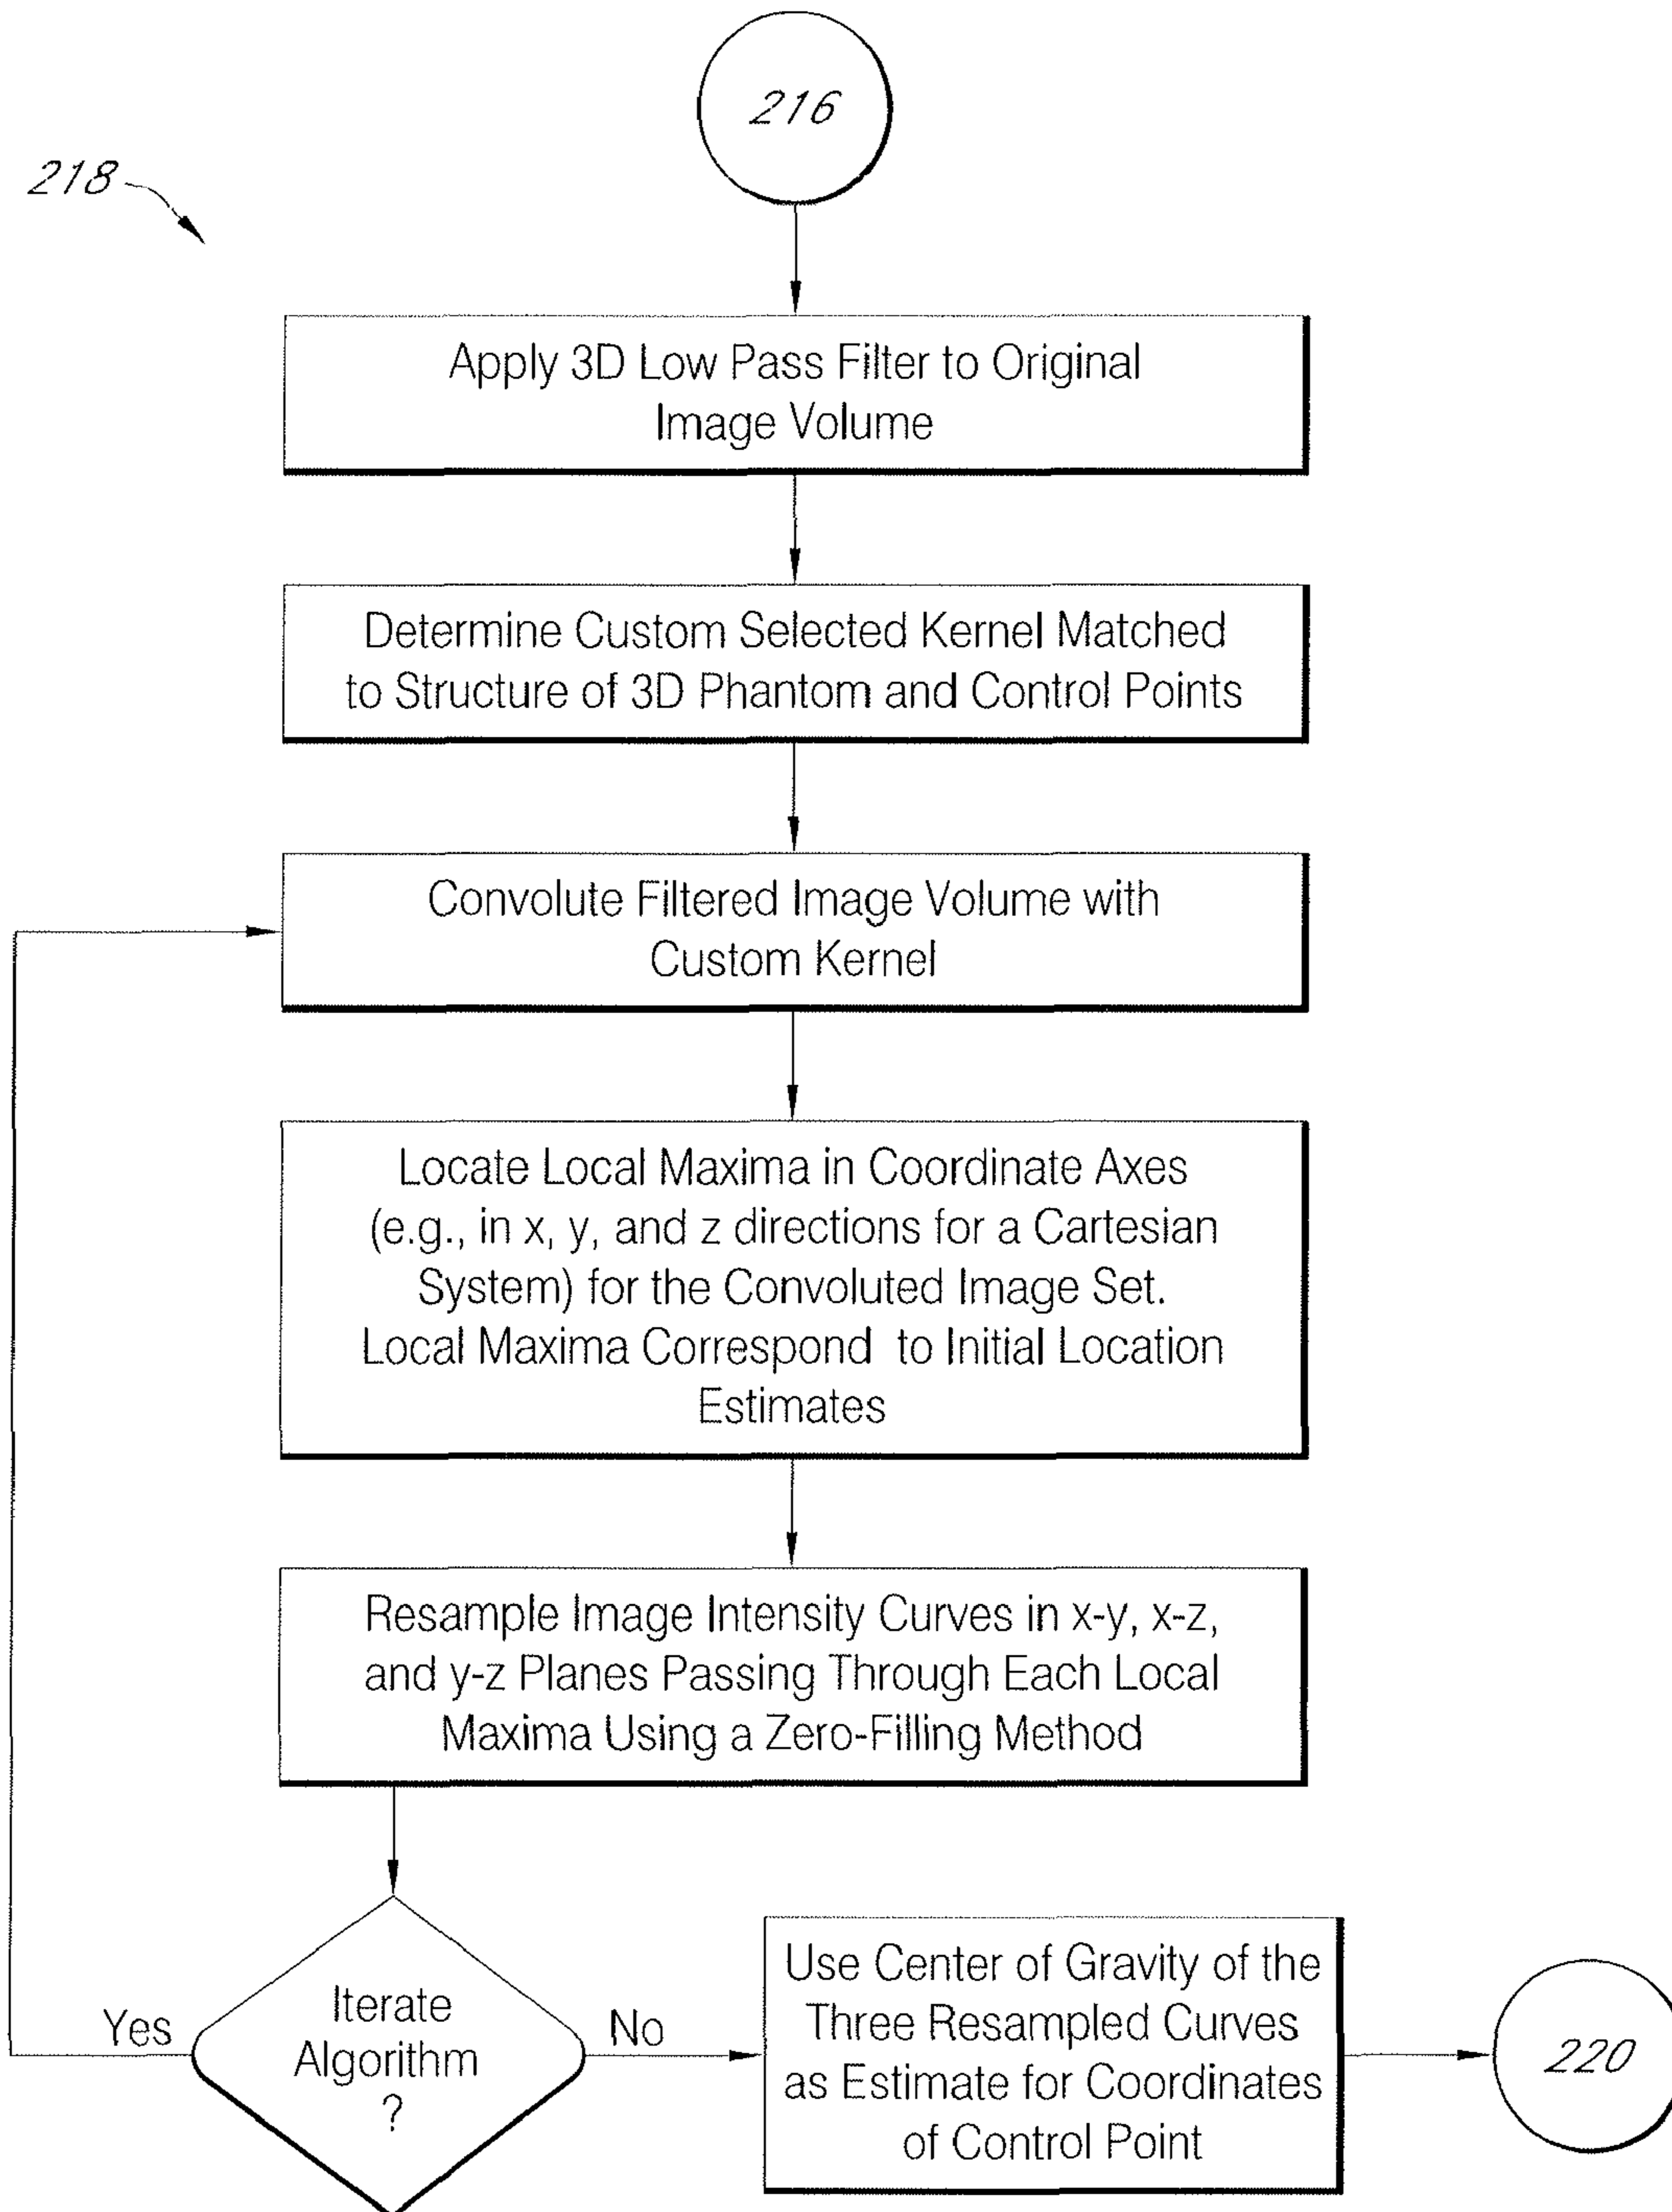 216
218
Apply 3D Low Pass Filter to Original
Image Volume
Determine Custom Selected Kernel Matched
to Structure of 3D Phantom and Control Points
Convolute Filtered Image Volume with
Custom Kernel
Locate Local Maxima in Coordinate Axes
(e.g., in x, y, and z directions for a Cartesian
System) for the Convoluted Image Set.
Local Maxima Correspond to Initial Location
Estimates
Resample Image Intensity Curves in x-y, x-z,
and y-z Planes Passing Through Each Local
Maxima Using a Zero-Filling Method
Yes
Iterate
Algorithm
?
No
Use Center of Gravity of the
Three Resampled Curves
as Estimate for Coordinates
of Control Point
220